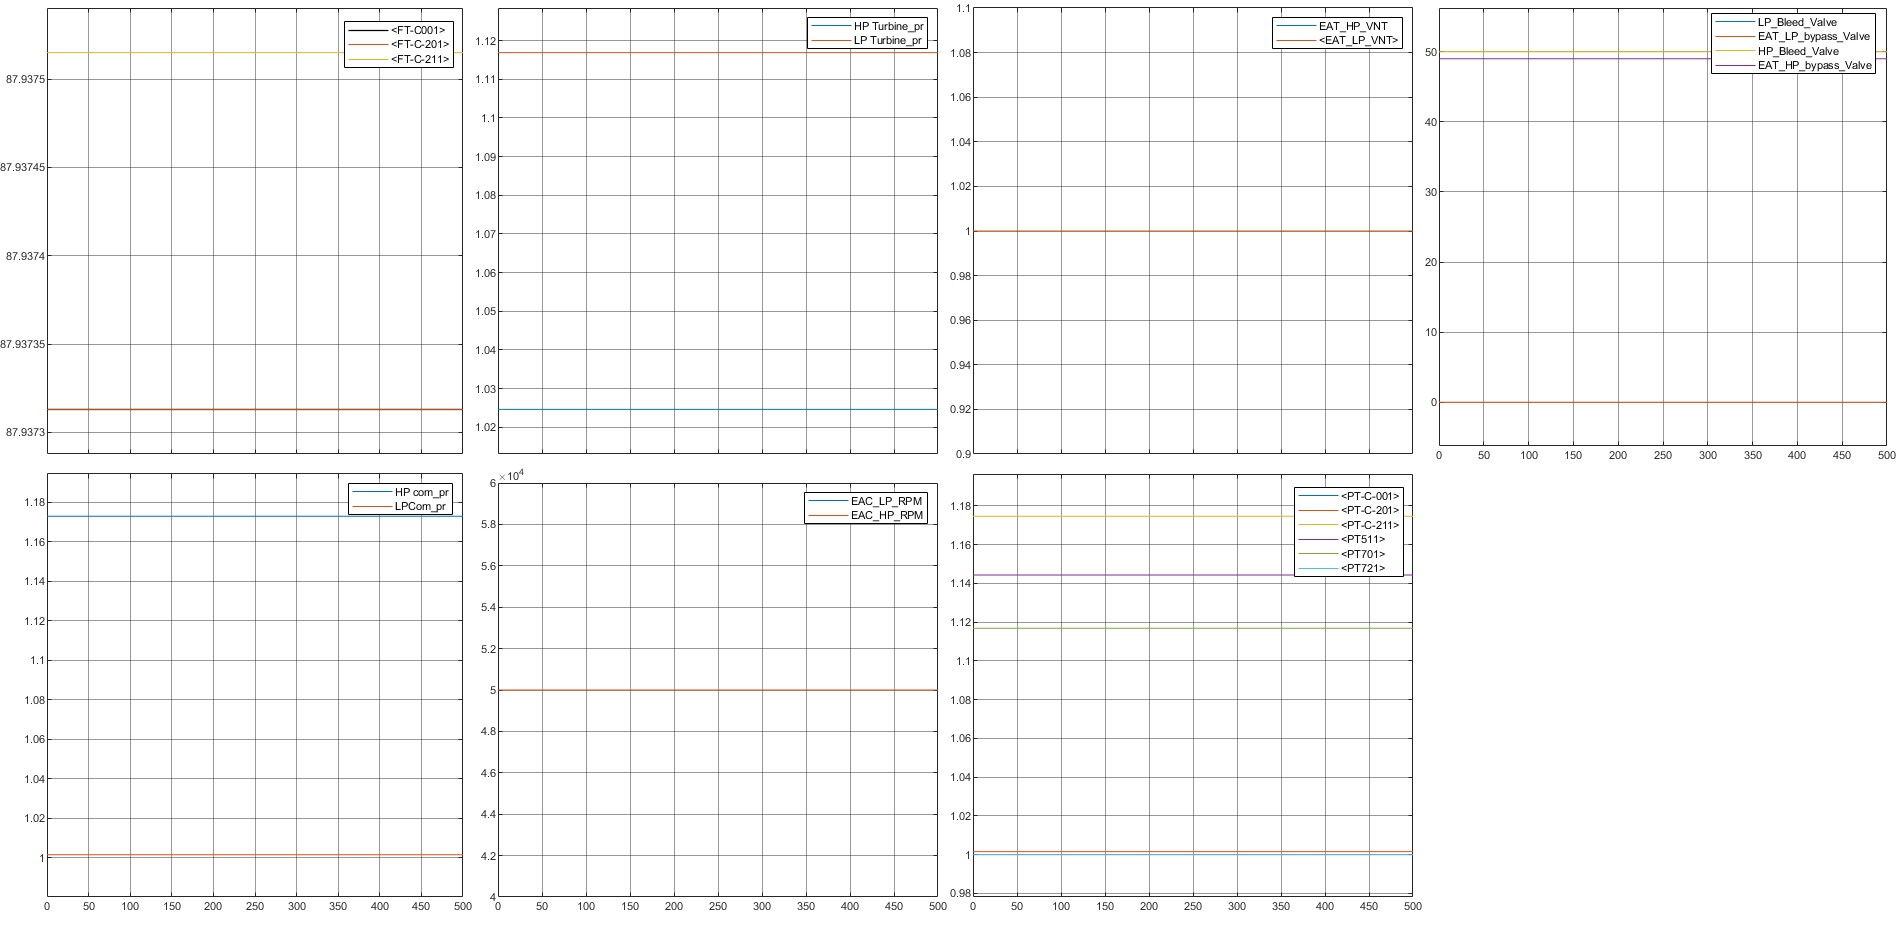 <FT-C001>
<FT-C-201>
<FT-C-211>
87.9375
87.93745
87.9374
87.93735
87.9373
HP Turbine_pr
LP Turbine_pr
1.12
1.11
1.1
1.09
1.08
1.07
1.06
1.05
1.04
1.03
1.02
EAT_HP_VNT
<EAT_LP_VNT>
1.1
1.08
1.06
1.04
1.02
1
0.98
0.96
0.94
0.92
0.9
LP_Bleed_Valve
EAT_LP_bypass_Valve
HP_Bleed_Valve
EAT_HP_bypass_Valve
50
40
30
20
10
0
0 50 100 150 200 250 300 350 400 450 500
HP com_pr
LPCom_pr
1.18
1.16
1.14
1.12
1.1
1.08
1.06
1.04
1.02
1
0 50 100 150 200 250 300 350 400 450 500
×10⁴
EAC_LP_RPM
EAC_HP_RPM
6
5.8
5.6
5.4
5.2
5
4.8
4.6
4.4
4.2
4
0 50 100 150 200 250 300 350 400 450 500
<PT-C-001>
<PT-C-201>
<PT-C-211>
<PT511>
<PT701>
<PT721>
1.18
1.16
1.14
1.12
1.1
1.08
1.06
1.04
1.02
1
0.98
0 50 100 150 200 250 300 350 400 450 500